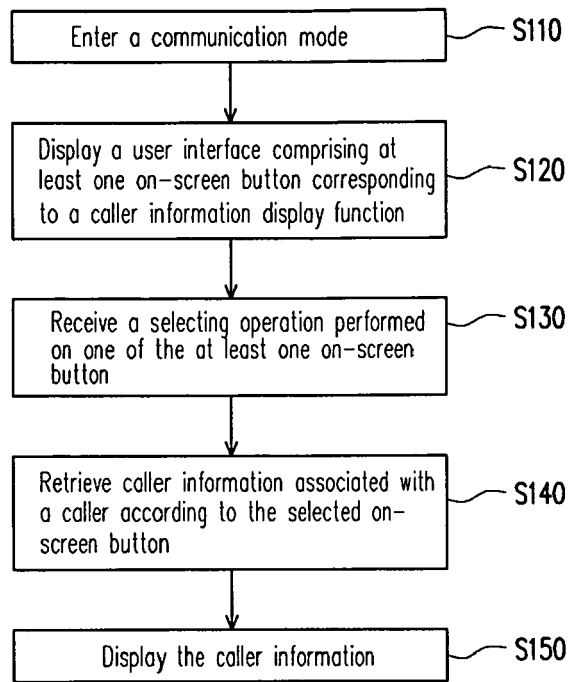 Enter a communication mode
S110
Display a user interface comprising at
least one on-screen button corresponding
to a caller information display function
S120
Receive a selecting operation performed
on one of the at least one on-screen
button
S130
Retrieve caller information associated with
a caller according to the selected on-
screen button
S140
Display the caller information
S150